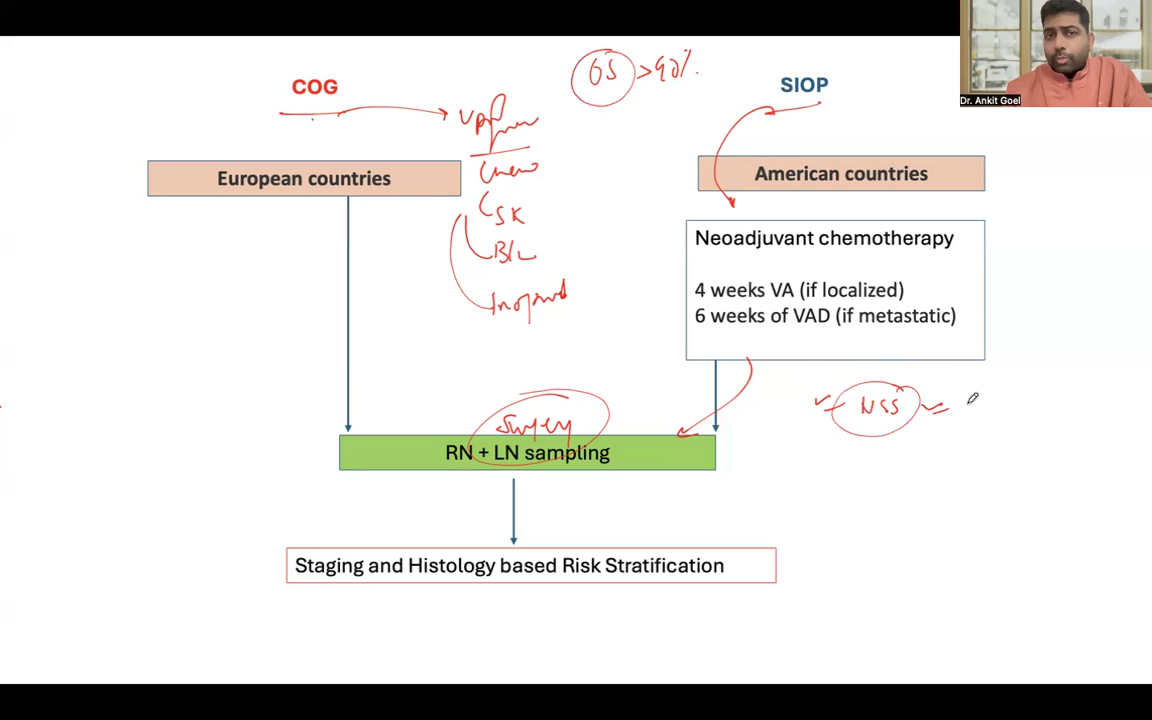 COG
OS >90%.
SIOP
Dr. Ankit Goel
European countries
American countries
Chemo
SK
B/L
Neoadjuvant chemotherapy
4 weeks VA (if localized)
6 weeks of VAD (if metastatic)
NSS
Surgery
RN + LN sampling
Staging and Histology based Risk Stratification